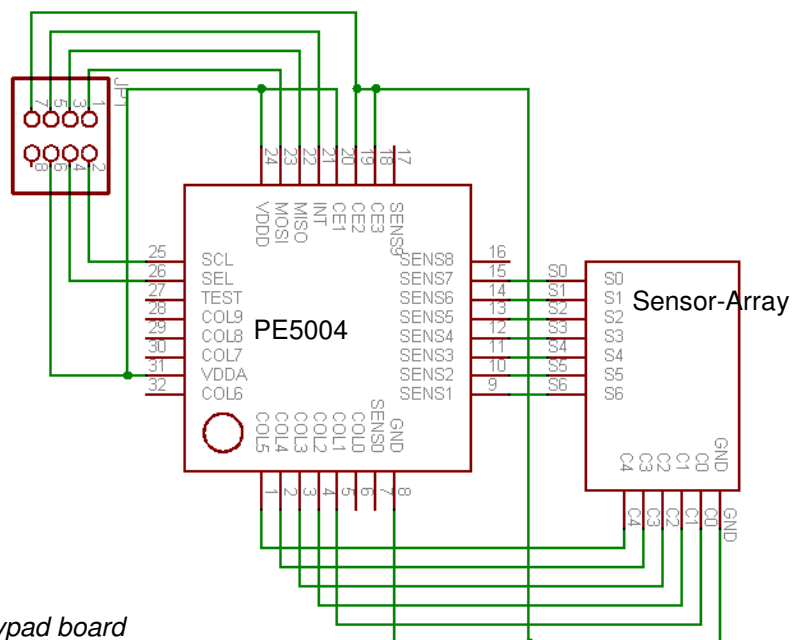 JP1
7 5 3 1
8 6 4 2
24 23 22 21 20 19 18 17
VDDD MOSI MISO INT CE1 CE2 CE3 SENS9
25 SCL
26 SEL
27 TEST
28 COL9
29 COL8
30 COL7
31 VDDA
32 COL6
PE5004
SENS8 16
SENS7 15 S0 S0
SENS6 14 S1 S1
SENS5 13 S2 S2
SENS4 12 S3 S3
SENS3 11 S4 S4
SENS2 10 S5 S5
SENS1 9 S6 S6
Sensor-Array
COL5 COL4 COL3 COL2 COL1 COL0 SENS0 GND
1 2 3 4 5 6 7 8
C4 C3 C2 C1 C0 GND
C4 C3 C2 C1 C0 GND
ypad board